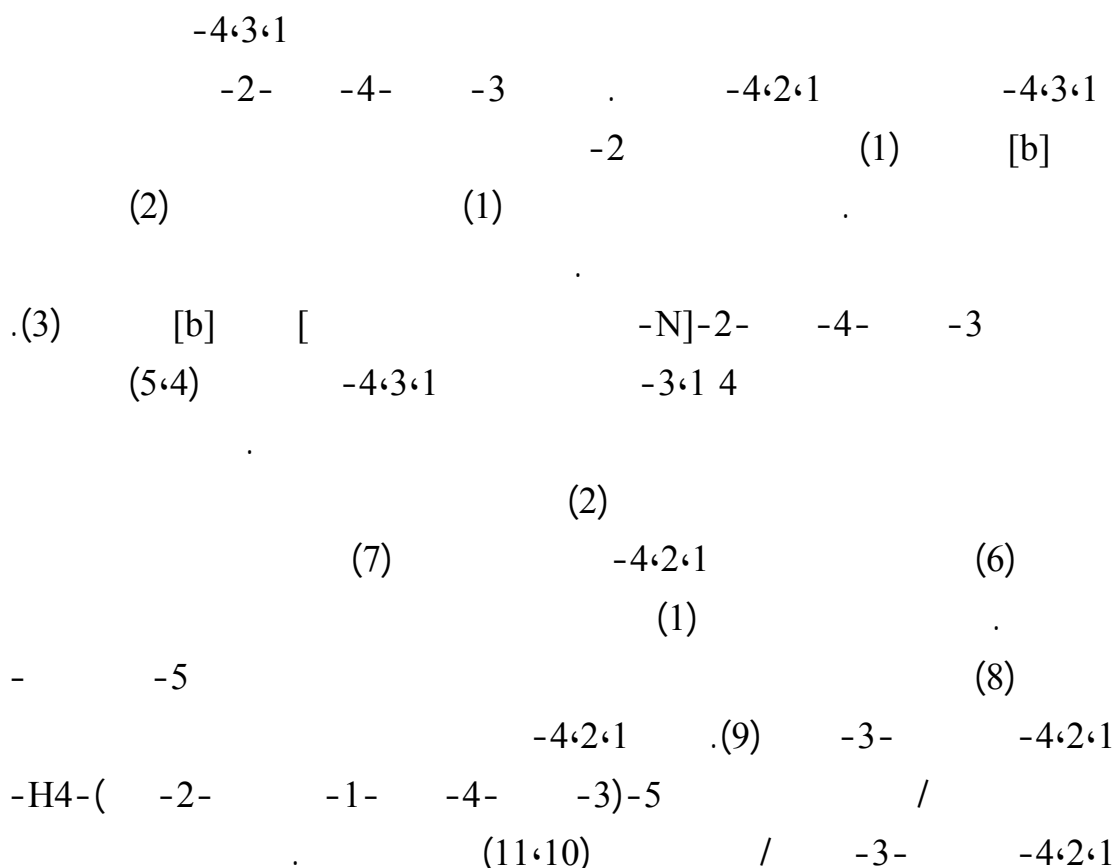 -4،3،1
-2- -4- -3 . -4،2،1 -4،3،1
-2 (1) [b]
(2) (1) .
.
.(3) [b] [ -N]-2- -4- -3
(5،4) -4،3،1 -3،1 4
.
(2)
(7) -4،2،1 (6)
(1) .
- -5 (8)
-4،2،1 .(9) -3- -4،2،1
-H4-( -2- -1- -4- -3)-5 /
. (11،10) / -3- -4،2،1